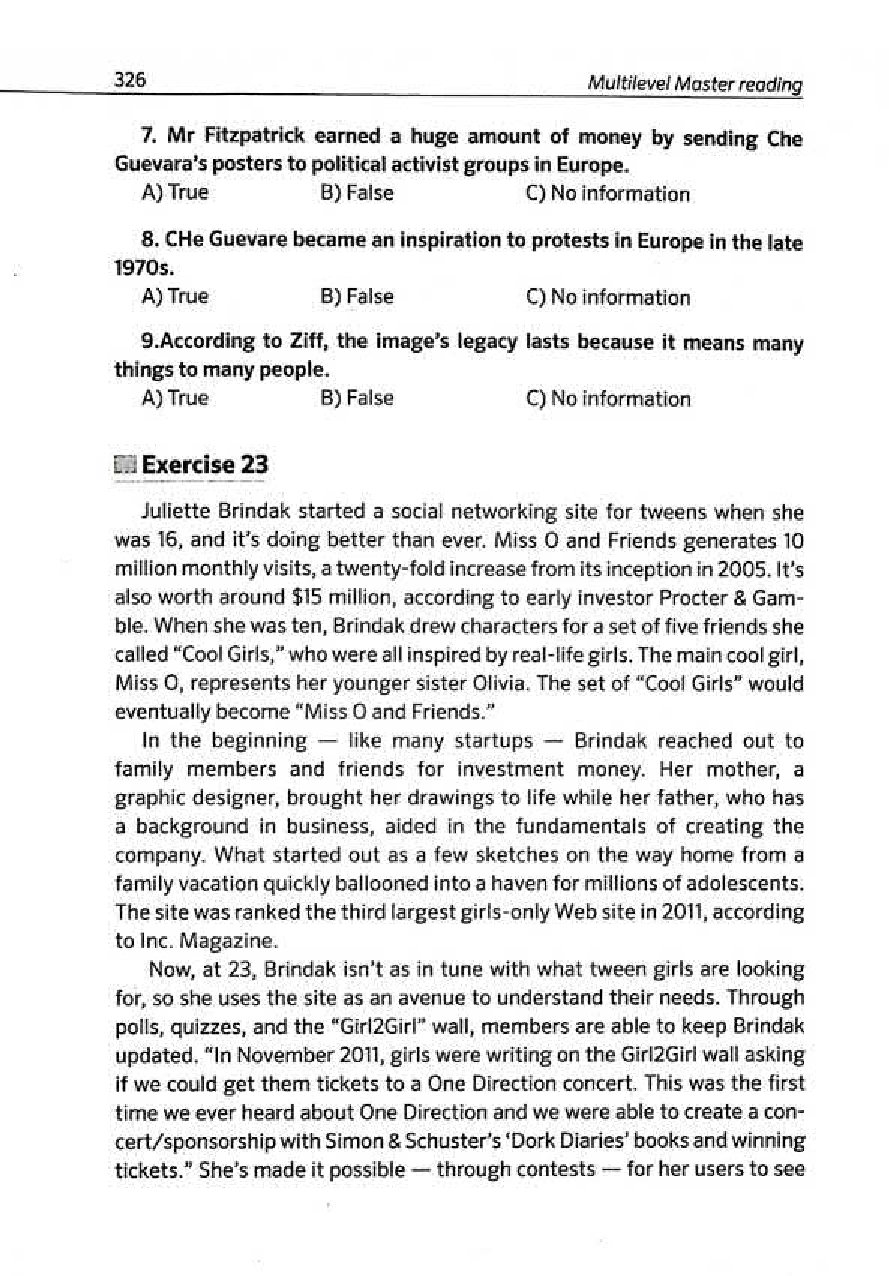 326
Multilevel Master reading
7. Mr Fitzpatrick earned a huge amount of money by sending Che
Guevara's posters to political activist groups in Europe.
A) True B) False C) No information
8. CHe Guevare became an inspiration to protests in Europe in the late
1970s.
A) True B) False C) No information
9.According to Ziff, the image's legacy lasts because it means many
things to many people.
A) True B) False C) No information
Exercise 23
Juliette Brindak started a social networking site for tweens when she
was 16, and it's doing better than ever. Miss O and Friends generates 10
million monthly visits, a twenty-fold increase from its inception in 2005. It's
also worth around $15 million, according to early investor Procter & Gam-
ble. When she was ten, Brindak drew characters for a set of five friends she
called "Cool Girls," who were all inspired by real-life girls. The main cool girl,
Miss O, represents her younger sister Olivia. The set of "Cool Girls" would
eventually become "Miss O and Friends."
In the beginning — like many startups — Brindak reached out to
family members and friends for investment money. Her mother, a
graphic designer, brought her drawings to life while her father, who has
a background in business, aided in the fundamentals of creating the
company. What started out as a few sketches on the way home from a
family vacation quickly ballooned into a haven for millions of adolescents.
The site was ranked the third largest girls-only Web site in 2011, according
to Inc. Magazine.
Now, at 23, Brindak isn't as in tune with what tween girls are looking
for, so she uses the site as an avenue to understand their needs. Through
polls, quizzes, and the "Girl2Girl" wall, members are able to keep Brindak
updated. "In November 2011, girls were writing on the Girl2Girl wall asking
if we could get them tickets to a One Direction concert. This was the first
time we ever heard about One Direction and we were able to create a con-
cert/sponsorship with Simon & Schuster's 'Dork Diaries' books and winning
tickets." She's made it possible — through contests — for her users to see